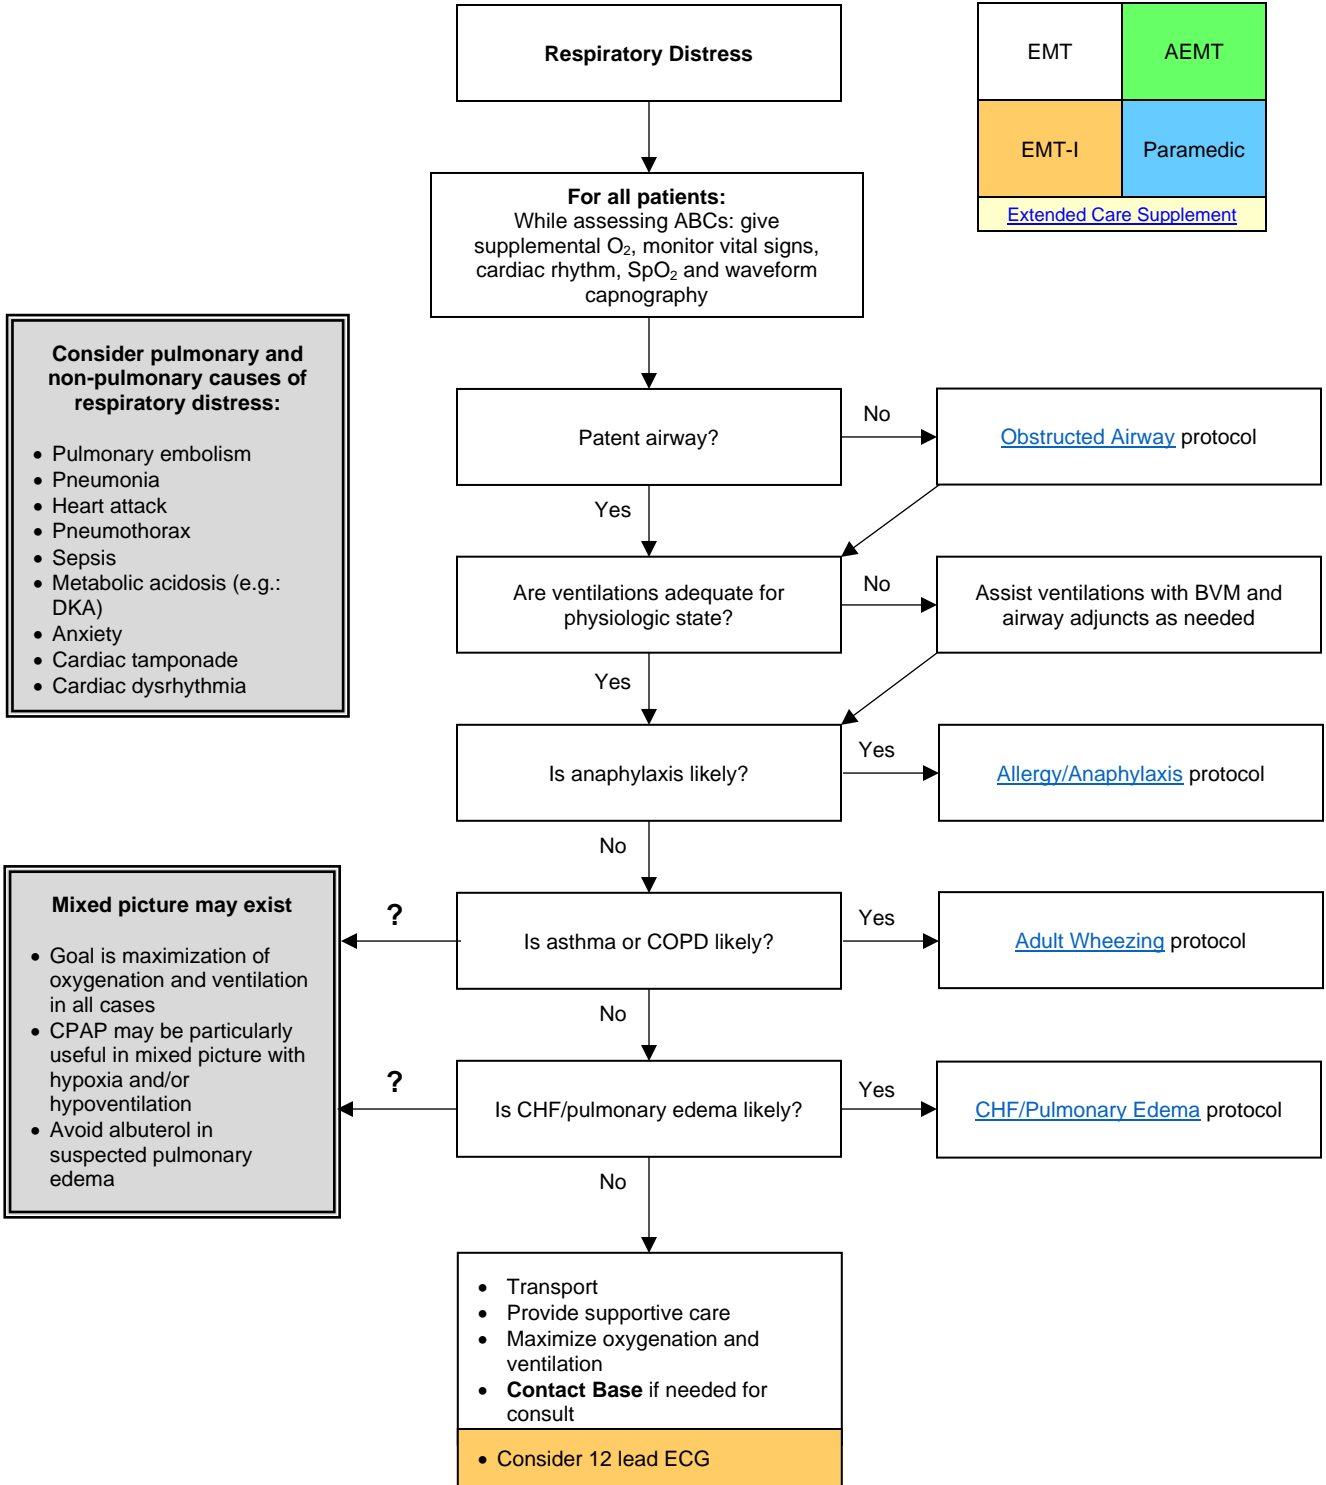 Respiratory Distress
EMT
AEMT
EMT-I
Paramedic
Extended Care Supplement
For all patients:
While assessing ABCs: give
supplemental O₂, monitor vital signs,
cardiac rhythm, SpO₂ and waveform
capnography
Consider pulmonary and
non-pulmonary causes of
respiratory distress:
• Pulmonary embolism
• Pneumonia
• Heart attack
• Pneumothorax
• Sepsis
• Metabolic acidosis (e.g.:
DKA)
• Anxiety
• Cardiac tamponade
• Cardiac dysrhythmia
Patent airway?
No
Obstructed Airway protocol
Yes
Are ventilations adequate for
physiologic state?
No
Assist ventilations with BVM and
airway adjuncts as needed
Yes
Is anaphylaxis likely?
Yes
Allergy/Anaphylaxis protocol
No
Mixed picture may exist
• Goal is maximization of
oxygenation and ventilation
in all cases
• CPAP may be particularly
useful in mixed picture with
hypoxia and/or
hypoventilation
• Avoid albuterol in
suspected pulmonary
edema
?
Is asthma or COPD likely?
Yes
Adult Wheezing protocol
No
?
Is CHF/pulmonary edema likely?
Yes
CHF/Pulmonary Edema protocol
No
• Transport
• Provide supportive care
• Maximize oxygenation and
ventilation
• Contact Base if needed for
consult
• Consider 12 lead ECG